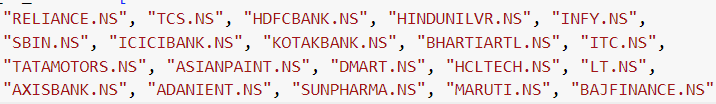 "RELIANCE.NS", "TCS.NS", "HDFCBANK.NS", "HINDUNILVR.NS", "INFY.NS",
"SBIN.NS", "ICICIBANK.NS", "KOTAKBANK.NS", "BHARTIARTL.NS", "ITC.NS",
"TATAMOTORS.NS", "ASIANPAINT.NS", "DMART.NS", "HCLTECH.NS", "LT.NS",
"AXISBANK.NS", "ADANIENT.NS", "SUNPHARMA.NS", "MARUTI.NS", "BAJFINANCE.NS"